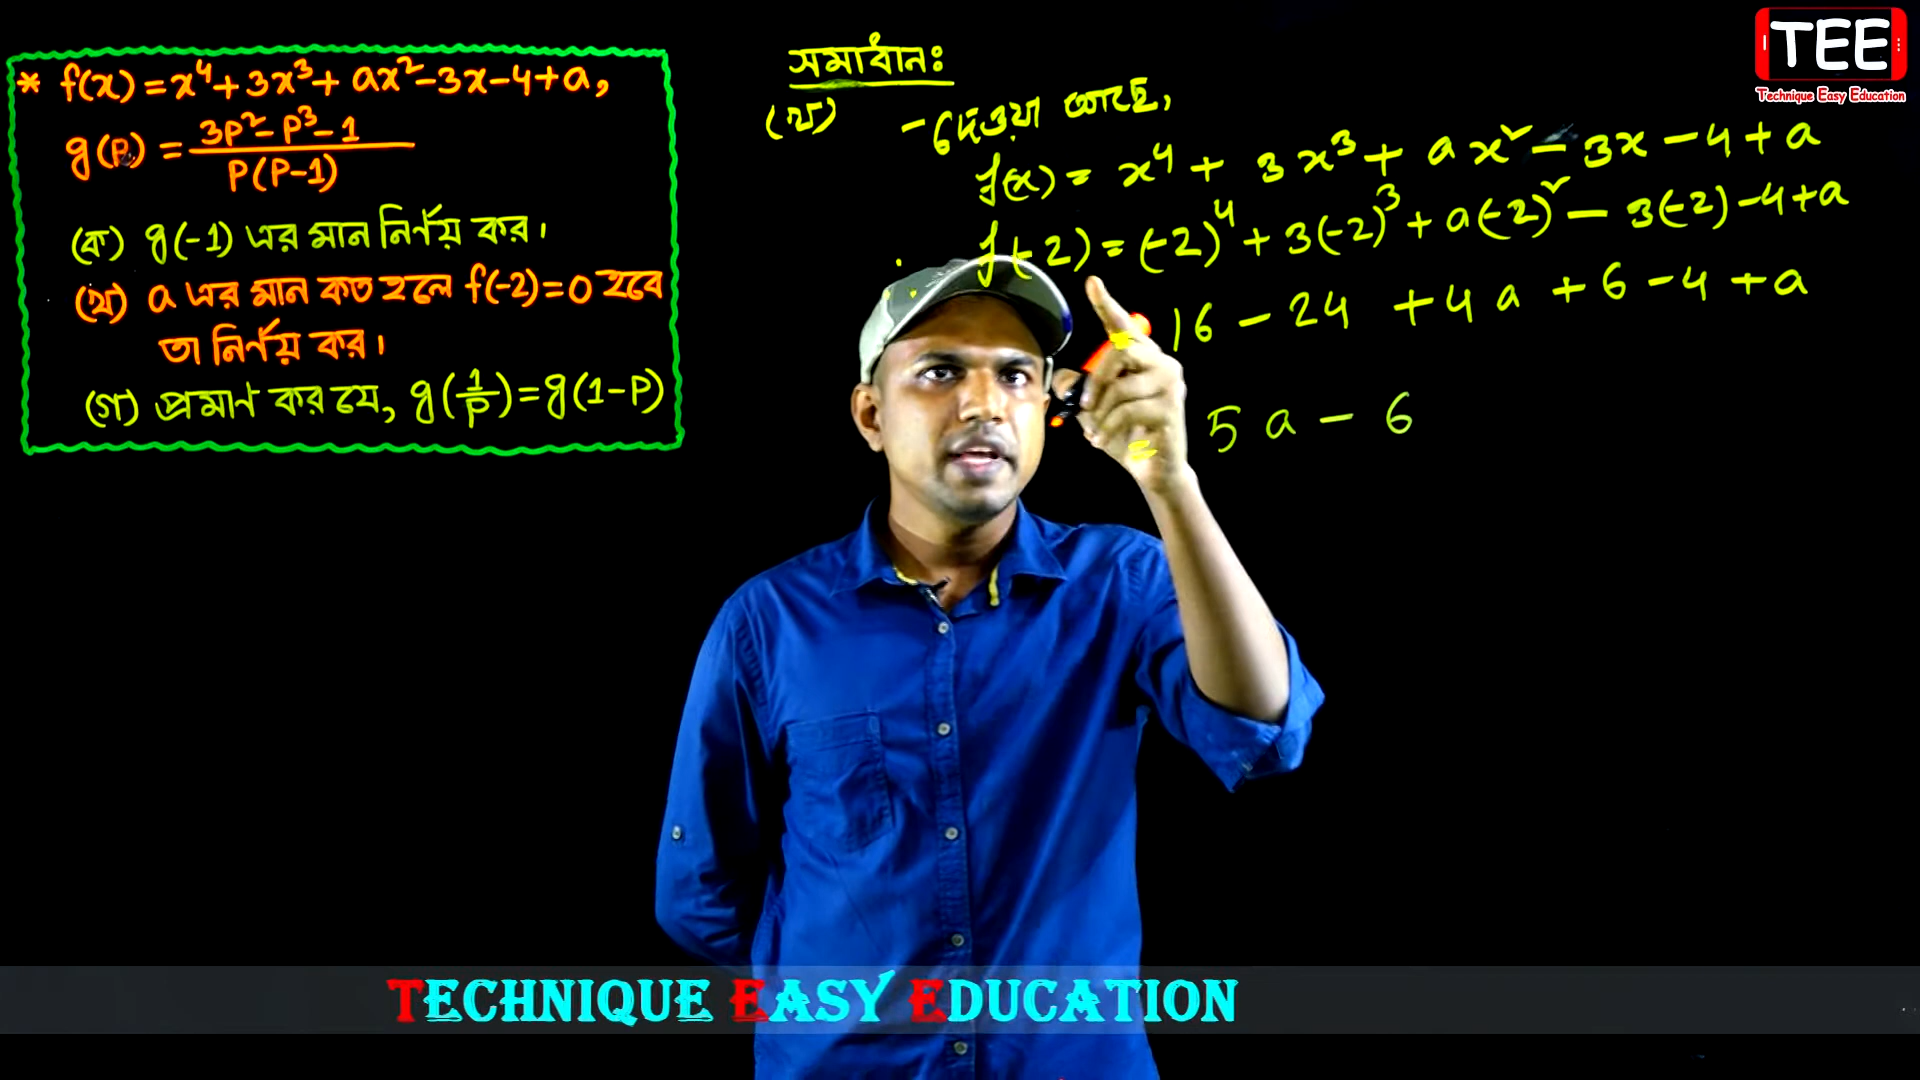 * f(x) = x⁴ + 3x³ + ax² - 3x - 4 + a,
g(P) = 3P² - P³ - 1 / P(P-1)
(ক) g(-1) এর মান নির্ণয় কর।
(খ) a এর মান কত হলে f(-2)=0 হবে
তা নির্ণয় কর।
(গ) প্রমাণ কর যে, g(1/P) = g(1-P)
সমাধানঃ
(খ) দেওয়া আছে,
f(x) = x⁴ + 3x³ + ax² - 3x - 4 + a
f(-2) = (-2)⁴ + 3(-2)³ + a(-2)² - 3(-2) - 4 + a
= 16 - 24 + 4a + 6 - 4 + a
= 5a - 6
TEE
Technique Easy Education
TECHNIQUE EASY EDUCATION